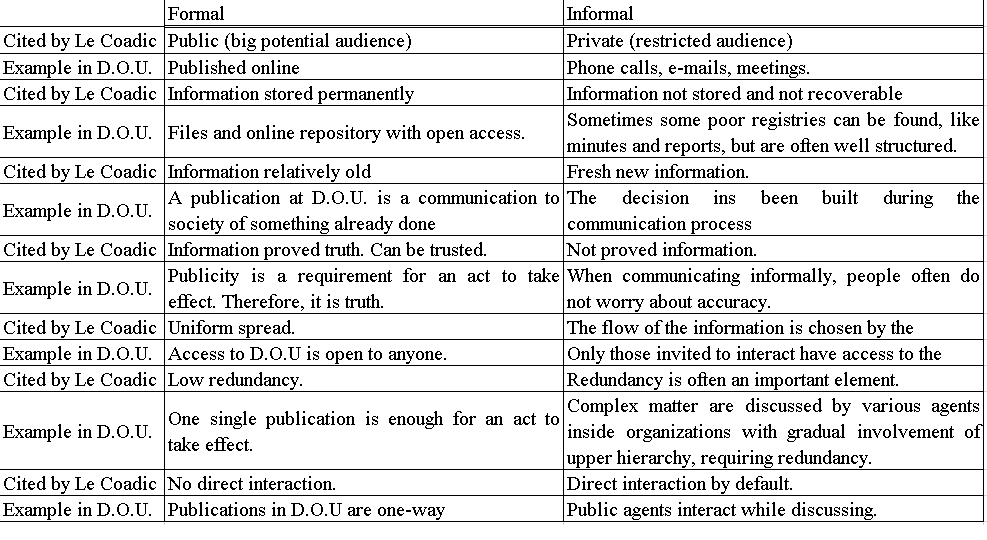 Formal Informal
Cited by Le Coadic Public (big potential audience) Private (restricted audience)
Example in D.O.U. Published online Phone calls, e-mails, meetings.
Cited by Le Coadic Information stored permanently Information not stored and not recoverable
Example in D.O.U. Files and online repository with open access. Sometimes some poor registries can be found, like
minutes and reports, but are often well structured.
Cited by Le Coadic Information relatively old Fresh new information.
Example in D.O.U. A publication at D.O.U. is a communication to
society of something already done
The decision ins been built during the
communication process
Cited by Le Coadic Information proved truth. Can be trusted. Not proved information.
Example in D.O.U. Publicity is a requirement for an act to take
effect. Therefore, it is truth.
When communicating informally, people often do
not worry about accuracy.
Cited by Le Coadic Uniform spread. The flow of the information is chosen by the
Example in D.O.U. Access to D.O.U is open to anyone. Only those invited to interact have access to the
Cited by Le Coadic Low redundancy. Redundancy is often an important element.
Example in D.O.U. One single publication is enough for an act to
take effect.
Complex matter are discussed by various agents
inside organizations with gradual involvement of
upper hierarchy, requiring redundancy.
Cited by Le Coadic No direct interaction. Direct interaction by default.
Example in D.O.U. Publications in D.O.U are one-way Public agents interact while discussing.